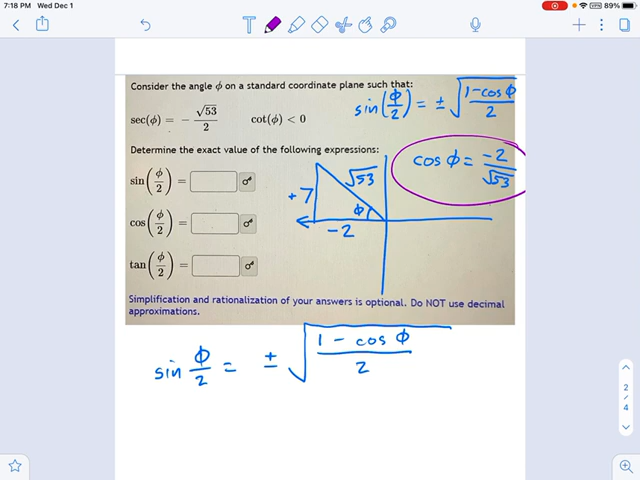 7:18 PM Wed Dec 1
VPN 89%
Consider the angle ϕ on a standard coordinate plane such that:
sec(ϕ) = − √53/2 cot(ϕ) < 0
Determine the exact value of the following expressions:
sin(ϕ/2) =
cos(ϕ/2) =
tan(ϕ/2) =
Simplification and rationalization of your answers is optional. Do NOT use decimal
approximations.
sin(ϕ/2) = ± √((1-cosϕ)/2)
cos ϕ = -2/√53
√53
+7
ϕ
-2
sin ϕ/2 = ± √((1 - cos ϕ)/2)
2
/
4